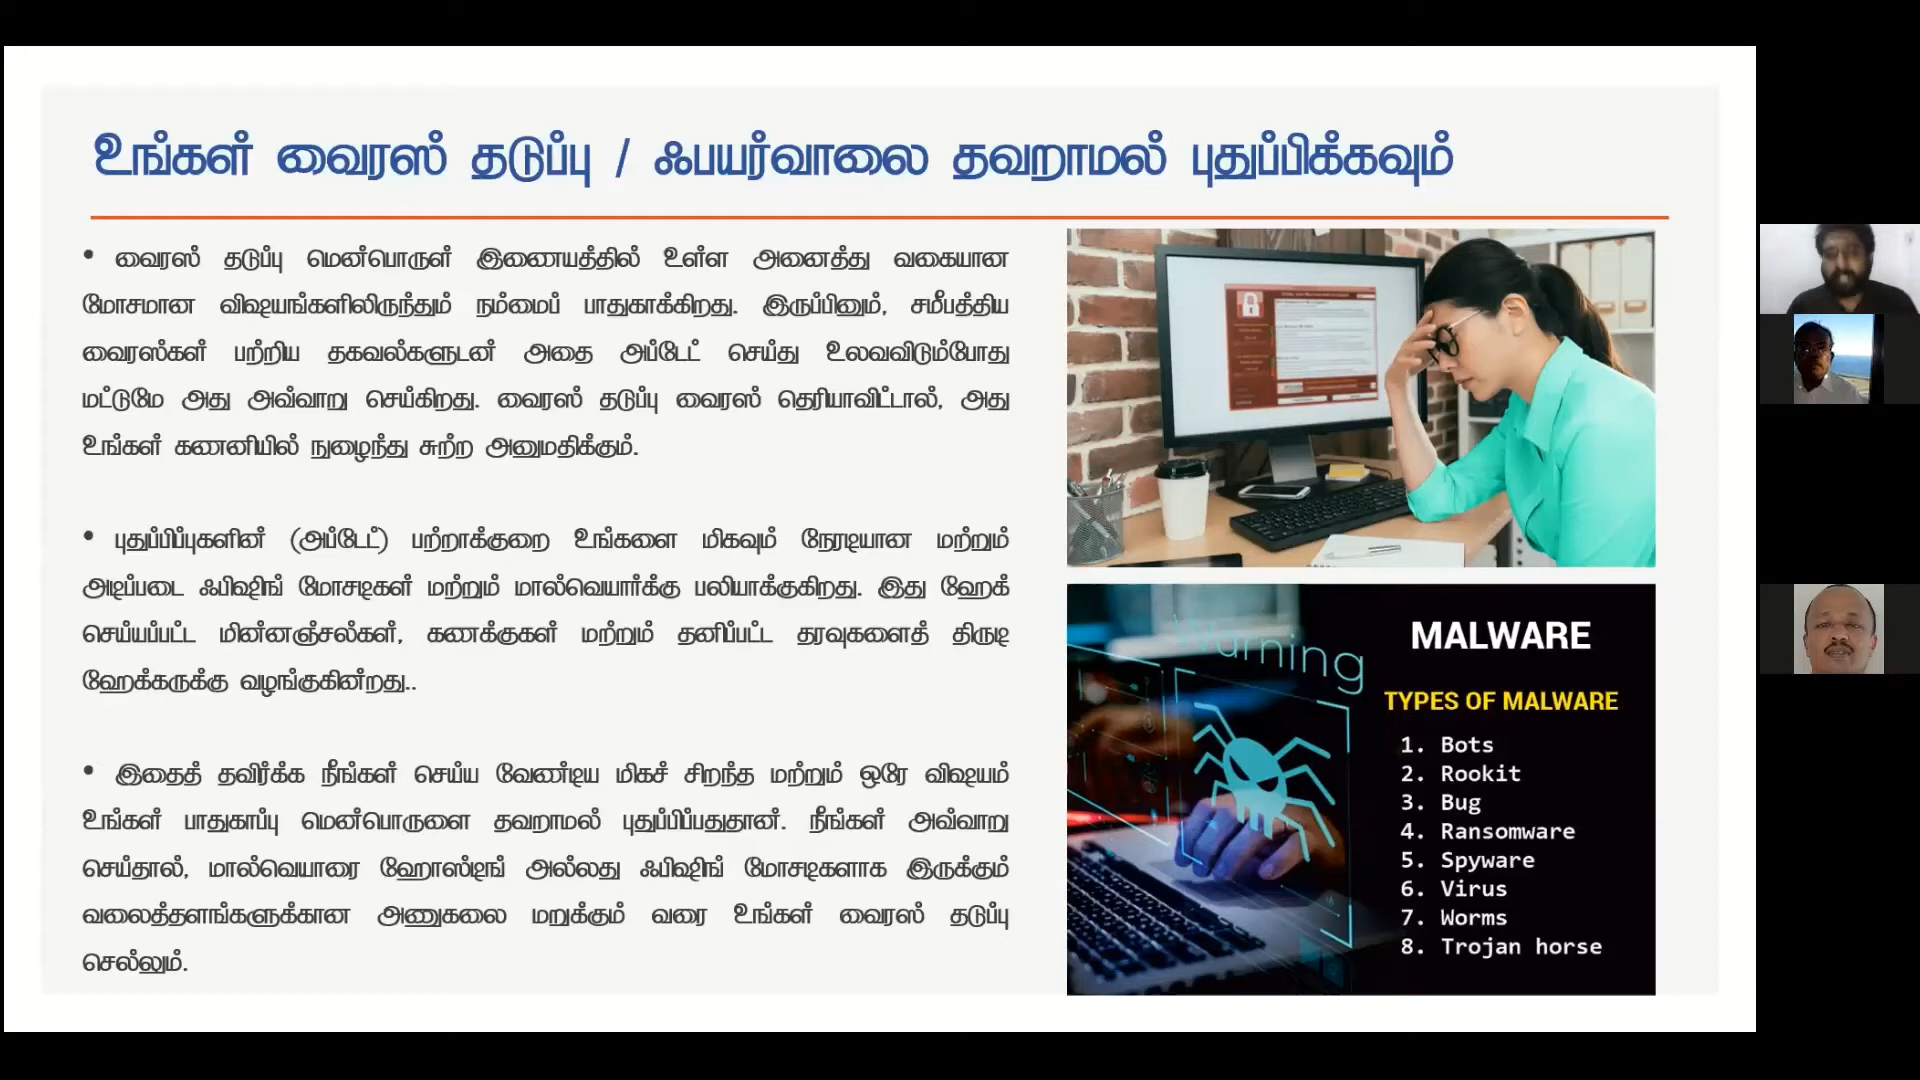 உங்கள் வைரஸ் தடுப்பு / ஃபயர்வாலை தவறாமல் புதுப்பிக்கவும்
• வைரஸ் தடுப்பு மென்பொருள் இணையத்தில் உள்ள அனைத்து வகையான
மோசமான விஷயங்களிலிருந்தும் நம்மைப் பாதுகாக்கிறது. இருப்பினும், சமீபத்திய
வைரஸ்கள் பற்றிய தகவல்களுடன் அதை அப்டேட் செய்து உலவவிடும்போது
மட்டுமே அது அவ்வாறு செய்கிறது. வைரஸ் தடுப்பு வைரஸ் தெரியாவிட்டால், அது
உங்கள் கணனியில் நுழைந்து சுற்ற அனுமதிக்கும்.
• புதுப்பிப்புகளின் (அப்டேட்) பற்றாக்குறை உங்களை மிகவும் நேரடியான மற்றும்
அடிப்படை ஃபிஷிங் மோசடிகள் மற்றும் மால்வெயார்க்கு பலியாக்குகிறது. இது ஹேக்
செய்யப்பட்ட மின்னஞ்சல்கள், கணக்குகள் மற்றும் தனிப்பட்ட தரவுகளைத் திருடி
ஹேக்கருக்கு வழங்குகின்றது..
• இதைத் தவிர்க்க நீங்கள் செய்ய வேண்டிய மிகச் சிறந்த மற்றும் ஒரே விஷயம்
உங்கள் பாதுகாப்பு மென்பொருளை தவறாமல் புதுப்பிப்பதுதான். நீங்கள் அவ்வாறு
செய்தால், மால்வெயாரை ஹோஸ்டிங் அல்லது ஃபிஷிங் மோசடிகளாக இருக்கும்
வலைத்தளங்களுக்கான அணுகலை மறுக்கும் வரை உங்கள் வைரஸ் தடுப்பு
செல்லும்.
Warning
MALWARE
TYPES OF MALWARE
1. Bots
2. Rookit
3. Bug
4. Ransomware
5. Spyware
6. Virus
7. Worms
8. Trojan horse